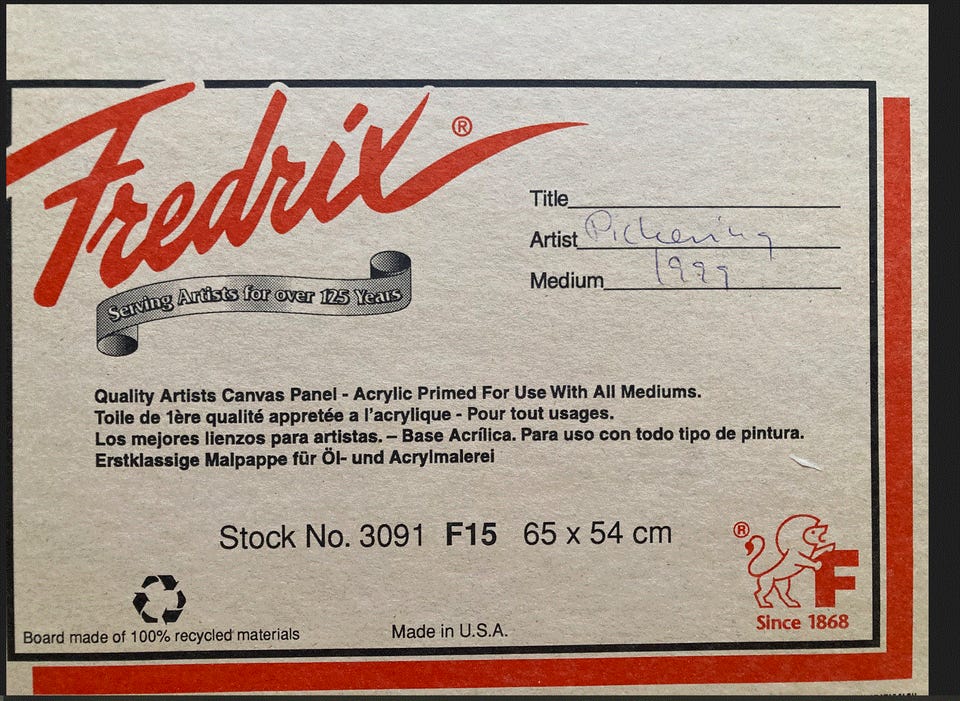 Fredrix ®
Serving Artists for over 125 Years
Title
Artist Pickering
Medium 1999
Quality Artists Canvas Panel - Acrylic Primed For Use With All Mediums.
Toile de 1ère qualité appretée a l'acrylique - Pour tout usages.
Los mejores lienzos para artistas. – Base Acrílica. Para uso con todo tipo de pintura.
Erstklassige Malpappe für Öl- und Acrylmalerei
Stock No. 3091 F15 65 x 54 cm
® F
Since 1868
Board made of 100% recycled materials
Made in U.S.A.